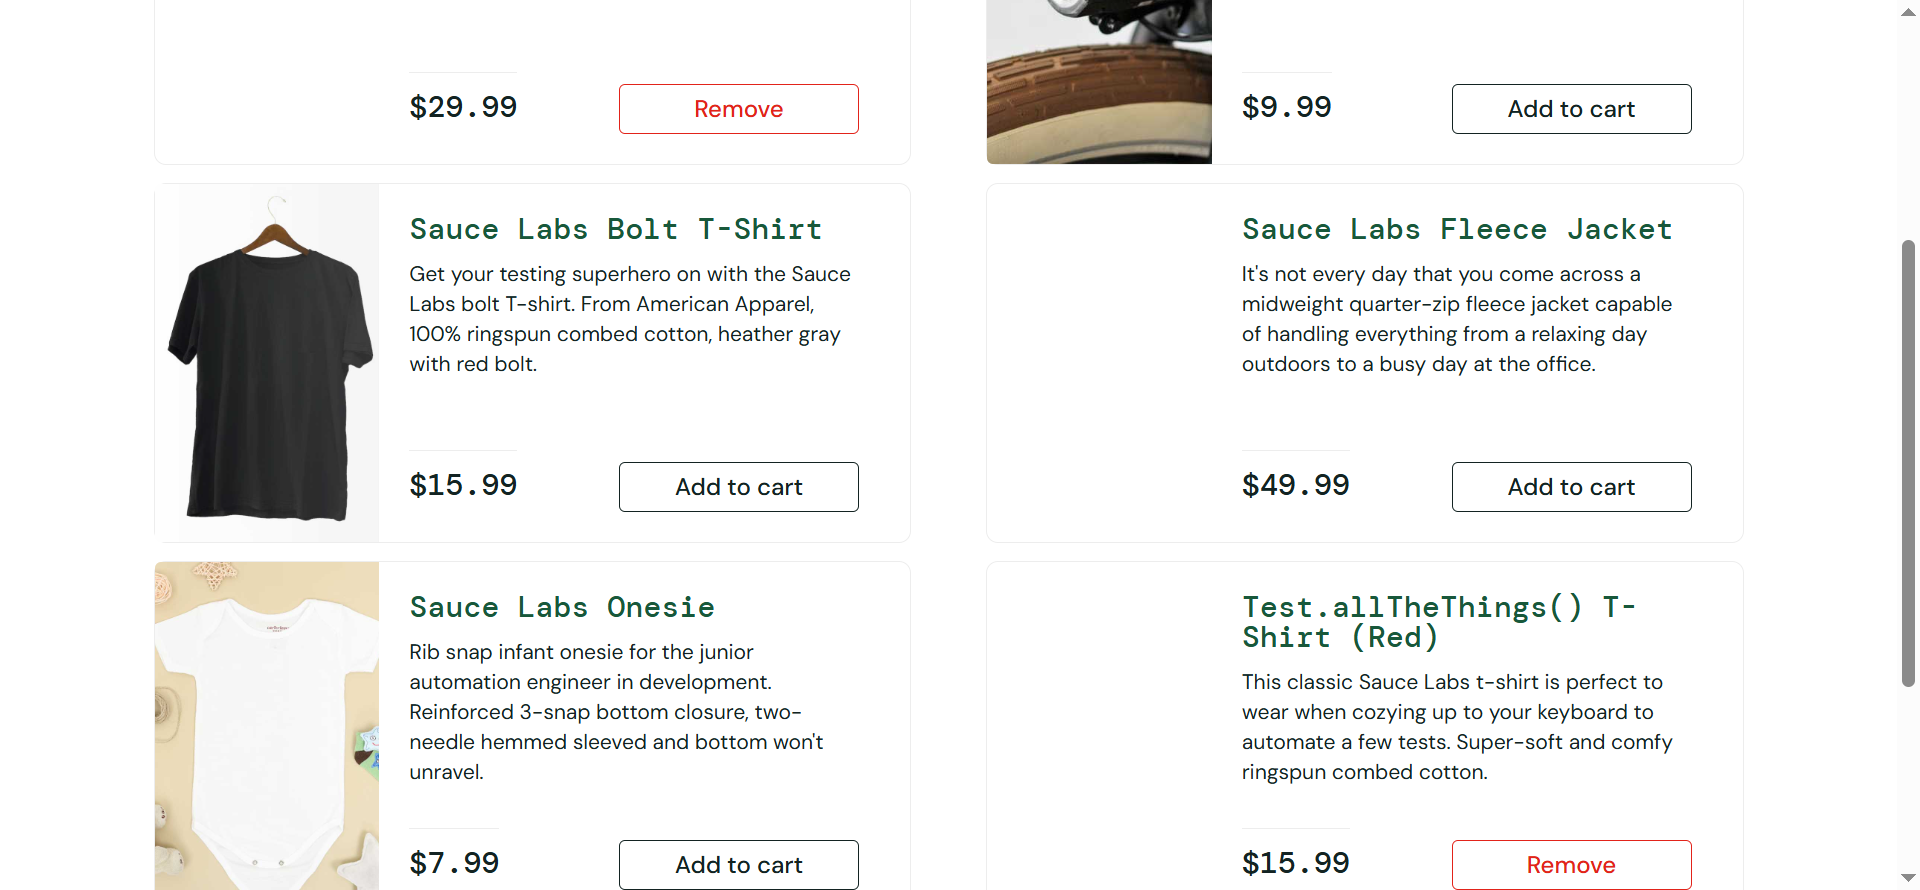 $29.99
Remove
$9.99
Add to cart
Sauce Labs Bolt T-Shirt
Get your testing superhero on with the Sauce
Labs bolt T-shirt. From American Apparel,
100% ringspun combed cotton, heather gray
with red bolt.
$15.99
Add to cart
Sauce Labs Fleece Jacket
It's not every day that you come across a
midweight quarter-zip fleece jacket capable
of handling everything from a relaxing day
outdoors to a busy day at the office.
$49.99
Add to cart
Sauce Labs Onesie
Rib snap infant onesie for the junior
automation engineer in development.
Reinforced 3-snap bottom closure, two-
needle hemmed sleeved and bottom won't
unravel.
$7.99
Add to cart
Test.allTheThings() T-
Shirt (Red)
This classic Sauce Labs t-shirt is perfect to
wear when cozying up to your keyboard to
automate a few tests. Super-soft and comfy
ringspun combed cotton.
$15.99
Remove